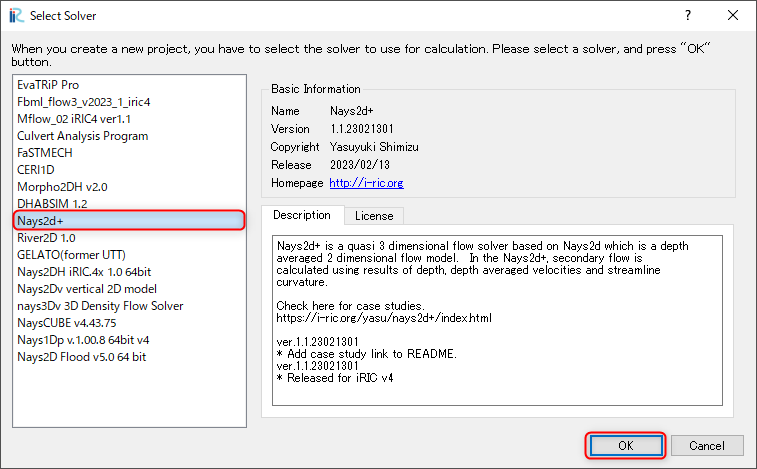 iRIC Select Solver
When you create a new project, you have to select the solver to use for calculation. Please select a solver, and press "OK"
button.
EvaTRiP Pro
Fbml_flow3_v2023_1_iric4
Mflow_02 iRIC4 ver1.1
Culvert Analysis Program
FaSTMECH
CERI1D
Morpho2DH v2.0
DHABSIM 1.2
Nays2d+
River2D 1.0
GELATO(former UTT)
Nays2DH iRIC.4x 1.0 64bit
Nays2Dv vertical 2D model
nays3Dv 3D Density Flow Solver
NaysCUBE v4.43.75
Nays1Dp v.1.00.8 64bit v4
Nays2D Flood v5.0 64 bit
Basic Information
Name Nays2d+
Version 1.1.23021301
Copyright Yasuyuki Shimizu
Release 2023/02/13
Homepage http://i-ric.org
Description License
Nays2d+ is a quasi 3 dimensional flow solver based on Nays2d which is a depth
averaged 2 dimensional flow model. In the Nays2d+, secondary flow is
calculated using results of depth, depth averaged velocities and streamline
curvature.
Check here for case studies.
https://i-ric.org/yasu/nays2d+/index.html
ver.1.1.23021301
* Add case study link to README.
ver.1.1.23021301
* Released for iRIC v4
OK Cancel